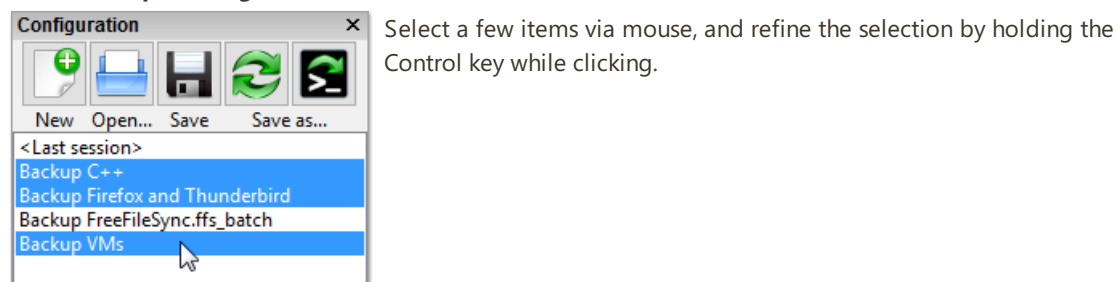 Configuration
New Open... Save Save as...
<Last session>
Backup C++
Backup Firefox and Thunderbird
Backup FreeFileSync.ffs_batch
Backup VMs
Select a few items via mouse, and refine the selection by holding the
Control key while clicking.